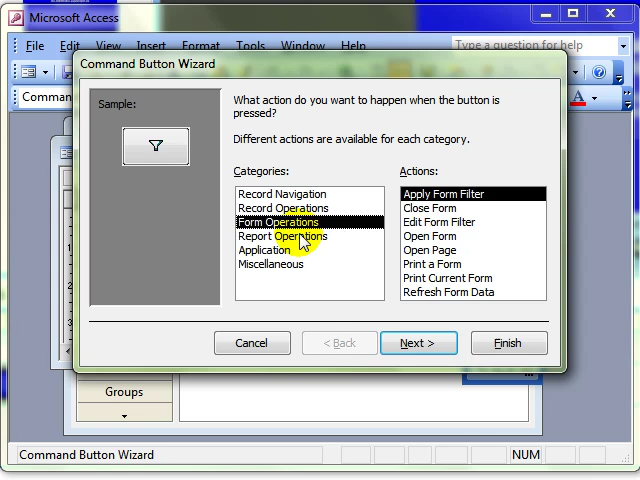 Microsoft Access
File Edit View Insert Format Tools Window Help
Type a question for help
Comman
Command Button Wizard
Sample:
What action do you want to happen when the button is
pressed?
Different actions are available for each category.
Categories:
Actions:
Record Navigation
Record Operations
Form Operations
Report Operations
Application
Miscellaneous
Apply Form Filter
Close Form
Edit Form Filter
Open Form
Open Page
Print a Form
Print Current Form
Refresh Form Data
Cancel
< Back
Next >
Finish
Groups
Command Button Wizard
NUM